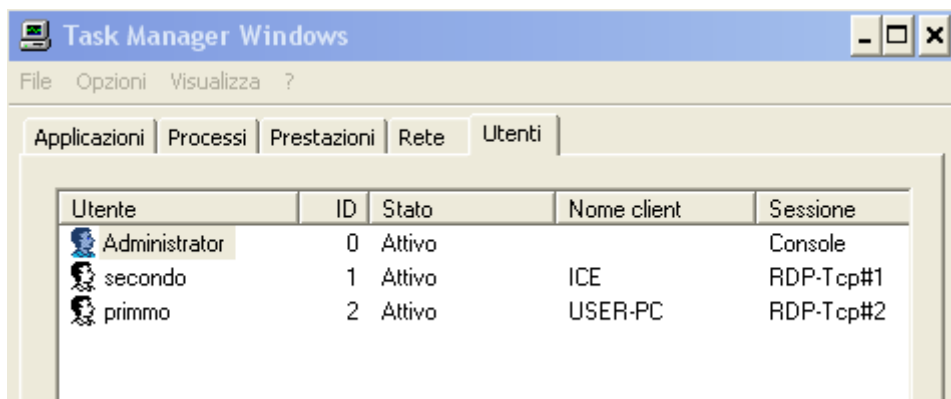 Task Manager Windows
File Opzioni Visualizza ?
Applicazioni Processi Prestazioni Rete Utenti
Utente ID Stato Nome client Sessione
Administrator 0 Attivo Console
secondo 1 Attivo ICE RDP-Tcp#1
primmo 2 Attivo USER-PC RDP-Tcp#2